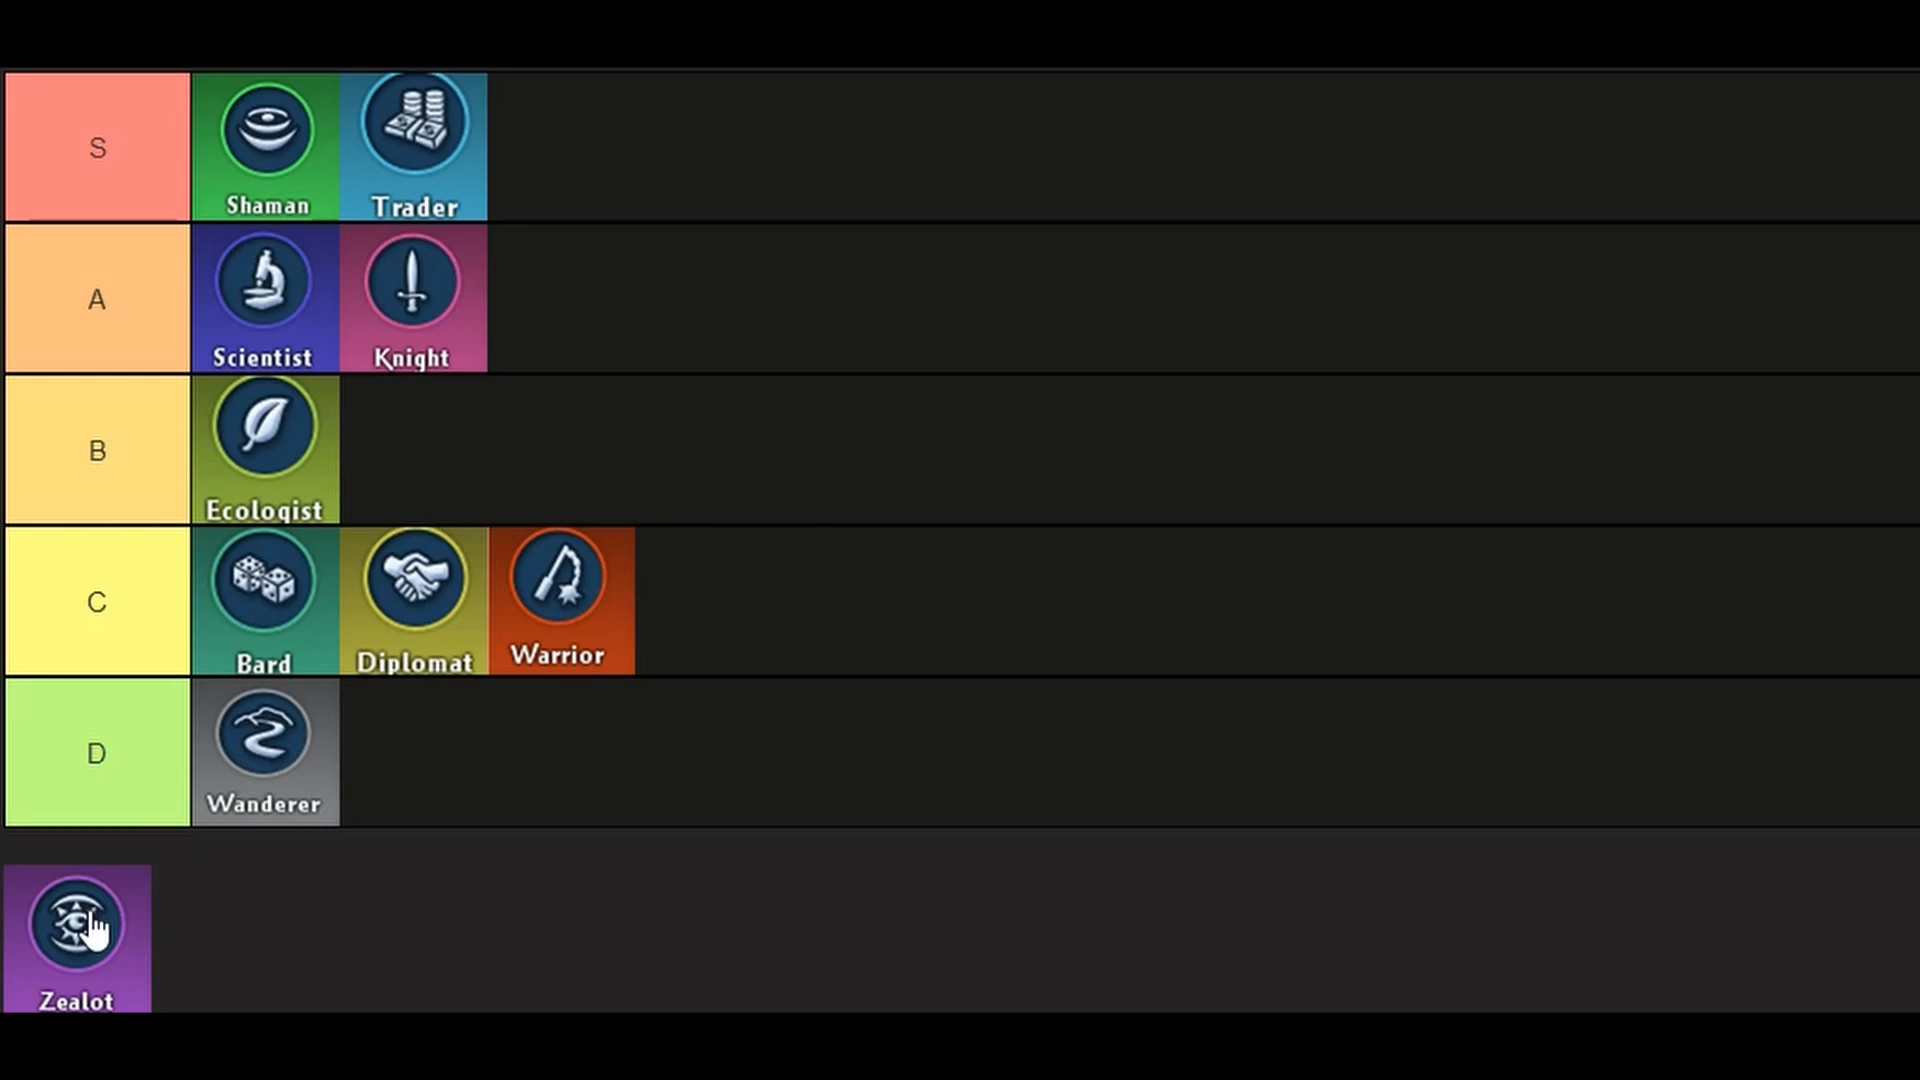 S
Shaman
Trader
A
Scientist
Knight
B
Ecologist
C
Bard
Diplomat
Warrior
D
Wanderer
Zealot